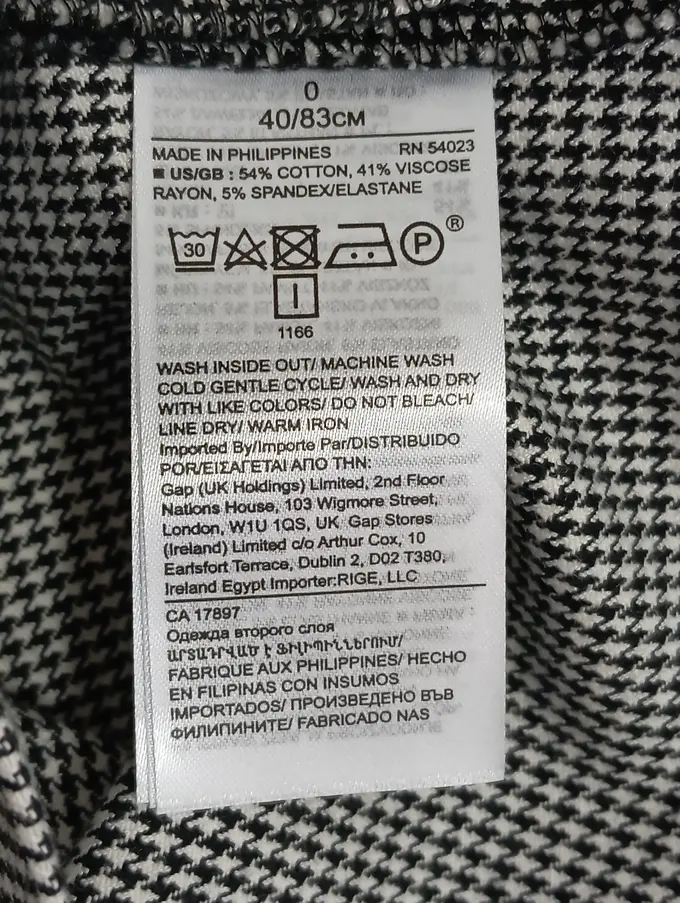 0
40/83CM
MADE IN PHILIPPINES RN 54023
US/GB : 54% COTTON, 41% VISCOSE
RAYON, 5% SPANDEX/ELASTANE
30 P ®
1166
WASH INSIDE OUT/ MACHINE WASH
COLD GENTLE CYCLE/ WASH AND DRY
WITH LIKE COLORS/ DO NOT BLEACH/
LINE DRY/ WARM IRON
Imported By/Importe Par/DISTRIBUIDO
POR/ΕΙΣΑΓΕΤΑΙ ΑΠΟ ΤΗΝ:
Gap (UK Holdings) Limited, 2nd Floor
Nations House, 103 Wigmore Street,
London, W1U 1QS, UK Gap Stores
(Ireland) Limited c/o Arthur Cox, 10
Earlsfort Terrace, Dublin 2, D02 T380,
Ireland Egypt Importer:RIGE, LLC
CA 17897
Одежда второго слоя
ԱՐՏԱԴՐՎԱԾ Է ՖԻԼԻՊԻՆՆԵՐՈՒՄ/
FABRIQUE AUX PHILIPPINES/ HECHO
EN FILIPINAS CON INSUMOS
IMPORTADOS/ ПРОИЗВЕДЕНО ВЪВ
ФИЛИПИНИТЕ/ FABRICADO NAS